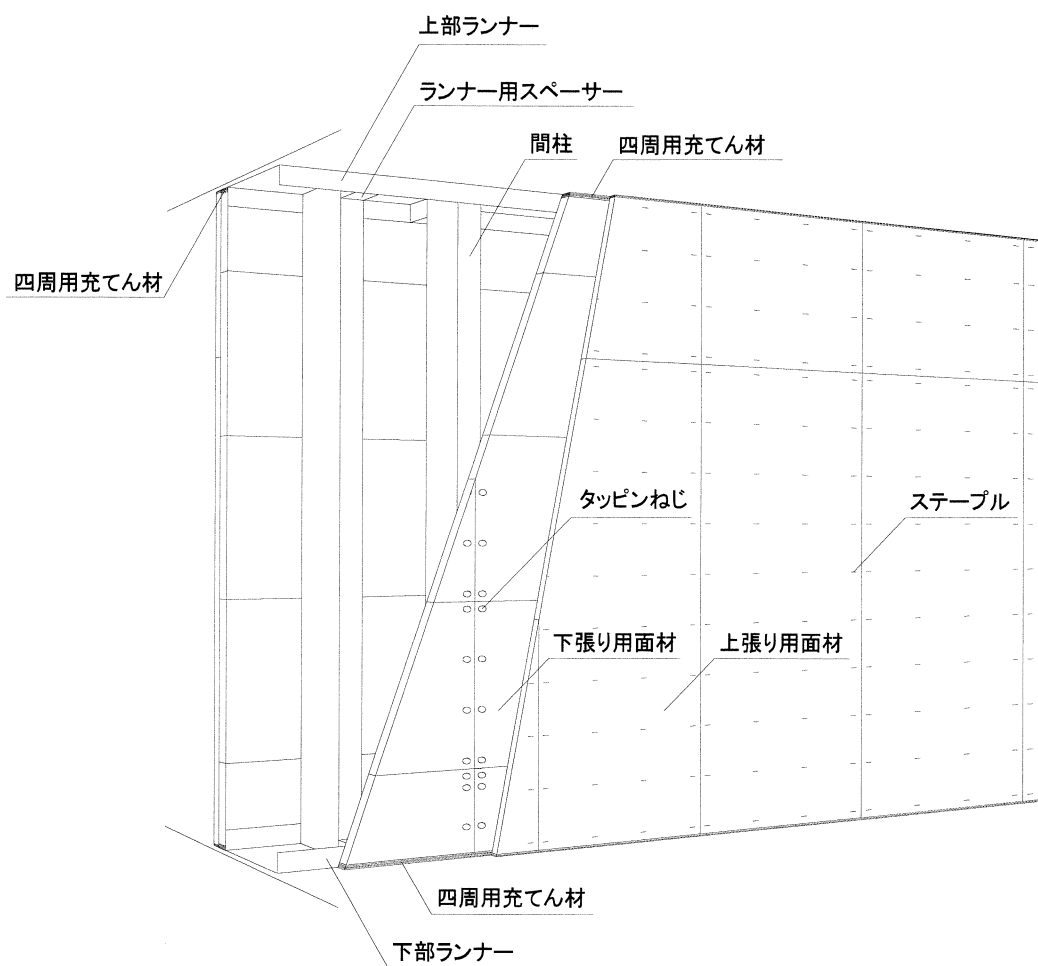 上部ランナー
ランナー用スペーサー
間柱
四周用充てん材
四周用充てん材
タッピンねじ
ステープル
下張り用面材
上張り用面材
四周用充てん材
下部ランナー